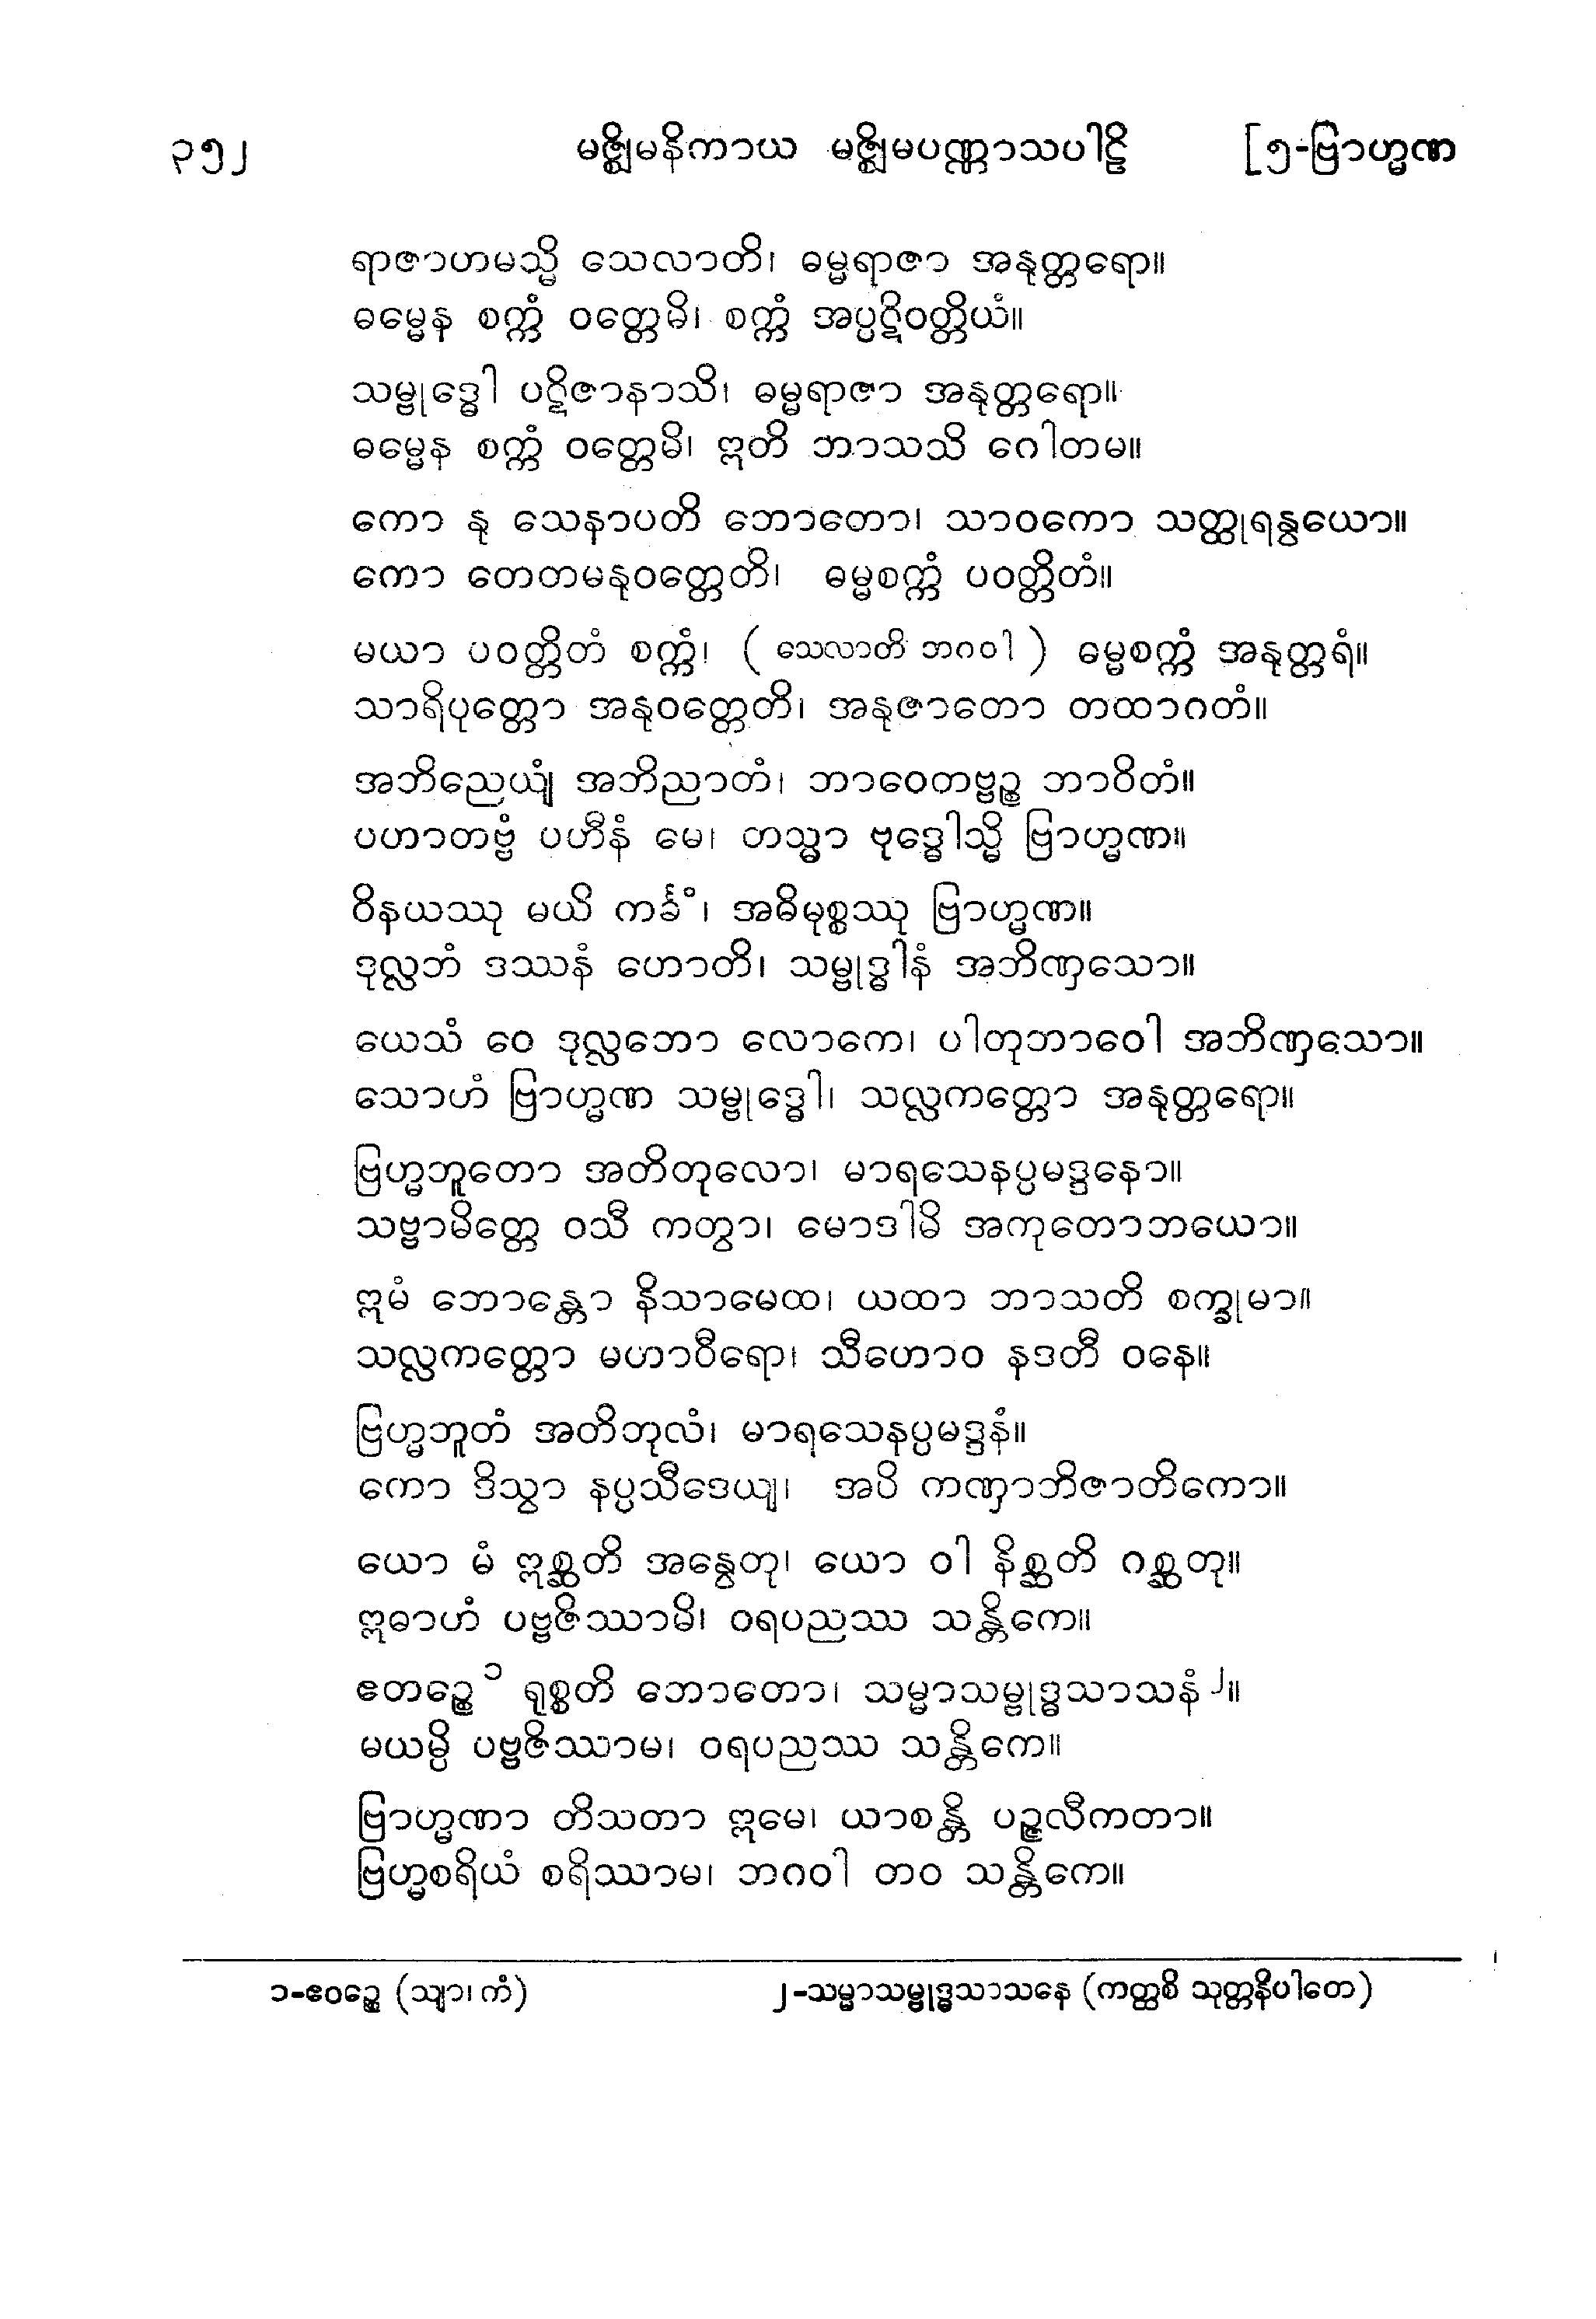 ၃၅၂ မဇ္ဈိမနိကာယ မဇ္ဈိမပဏ္ဏာသပါဠိ [၅-ဗြာဟ္မဏ
ရာဇာဟမသ္မိ သေလာတိ၊ ဓမ္မရာဇာ အနုတ္တရော။
ဓမ္မေန စက္ကံ ဝတ္တေမိ၊ စက္ကံ အပ္ပဋိဝတ္တိယံ။
သမ္ဗုဒ္ဓေါ ပဋိဇာနာသိ၊ ဓမ္မရာဇာ အနုတ္တရော။
ဓမ္မေန စက္ကံ ဝတ္တေမိ၊ ဣတိ ဘာသသိ ဂေါတမ။
ကော နု သေနာပတိ ဘောတော၊ သာဝကော သတ္ထုရန္វယော။
ကော တေတမနုဝတ္တေတိ၊ ဓမ္မစက္ကံ ပဝတ္တိတံ။
မယာ ပဝတ္တိတံ စက္ကံ၊ (သေလာတိ ဘဂဝါ) ဓမ္မစက္ကံ အနုတ္တရံ။
သာရိပုတ္တော အနုဝတ္တေတိ၊ အနုဇာတော တထာဂတံ။
အဘိညေယျံ အဘိညာတံ၊ ဘာဝေတဗ္ဗဉ္စ ဘာဝိတံ။
ပဟာတဗ္ဗံ ပဟီနံ မေ၊ တသ္မာ ဗုဒ္ဓေါသ္မိ ဗြာဟ္မဏ။
ဝိနယဿု မယိ ကင်္ခံ၊ အဓိမုစ္စဿု ဗြာဟ္မဏ။
ဒုလ္လဘံ ဒဿနံ ဟောတိ၊ သမ္ဗုဒ္ဓါနံ အဘိဏှသော။
ယေသံ ဝေ ဒုလ္လဘော လောကေ၊ ပါတုဘာဝေါ အဘိဏှသော။
သောဟံ ဗြာဟ္မဏ သမ္ဗုဒ္ဓေါ၊ သလ္လကတ္တော အနုတ္တရော။
ဗြဟ္မဘူတော အတိတုလော၊ မာရသေနပ္ပမဒ္ဒနော။
သဗ္ဗာမိတ္တေ ဝသီ ကတွာ၊ မောဒါမိ အကုတောဘယော။
ဣမံ ဘောန္တော နိသာမေထ၊ ယထာ ဘာသတိ စက္ခုမာ။
သလ္လကတ္တော မဟာဝီရော၊ သီဟောဝ နဒတီ ဝနေ။
ဗြဟ္မဘူတံ အတိဘုလံ၊ မာရသေနပ္ပမဒ္ဒနံ။
ကော ဒိသွာ နပ္ပသီဒေယျ၊ အပိ ကဏှာဘိဇာတိကော။
ယော မံ ဣစ္ဆတိ အန္វေတု၊ ယော ဝါ နိစ္ဆတိ ဂစ္ဆတု။
ဣဓာဟံ ပဗ္ဗဇိဿာမိ၊ ဝရပညဿ သန္တိကေ။
ဧတဉ္စေ ၁ ရုစ္စတိ ဘောတော၊ သမ္မာသမ္ဗုဒ္ဓသာသနံ ၂။
မယမ္ပိ ပဗ္ဗဇိဿာမ၊ ဝရပညဿ သန္တိကေ။
ဗြာဟ္မဏာ တိသတာ ဣမေ၊ ယာစန္တိ ပဉ္ဇလီကတာ။
ဗြဟ္မစရိယံ စရိဿာမ၊ ဘဂဝါ တဝ သန္တိကေ။
၁-ဧဝဉ္စေ (သျာ၊ ကံ) ၂-သမ္မာသမ္ဗုဒ္ဓသာသနေ (ကတ္ထစိ သုတ္တနိပါတေ)